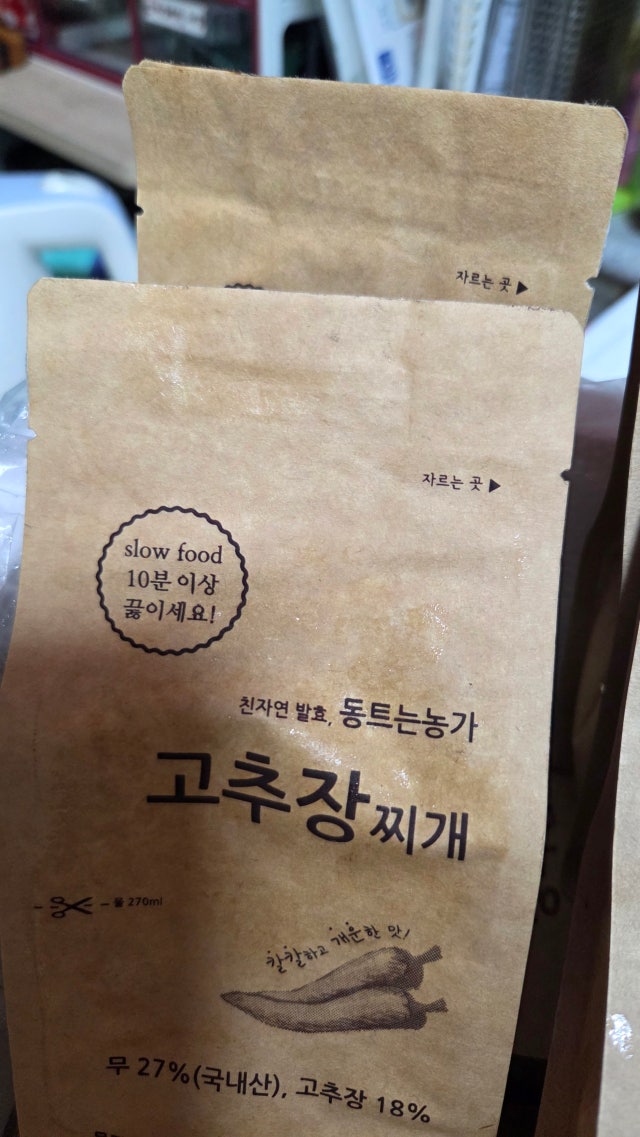 자르는 곳 ▶
자르는 곳 ▶
slow food
10분 이상
끓이세요!
친자연 발효, 동트는농가
고추장찌개
물 270ml
칼칼하고 개운한 맛!
무 27%(국내산), 고추장 18%